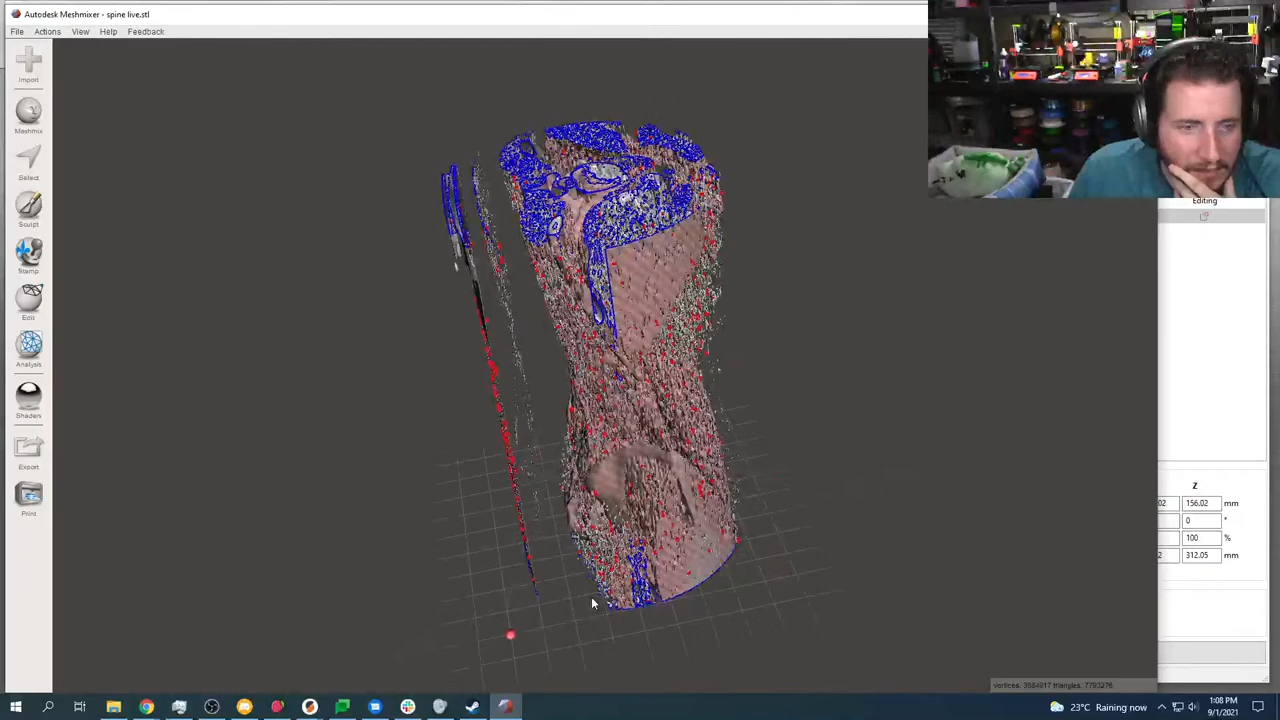 Autodesk Meshmixer - spine live.stl
File Actions View Help Feedback
Import
Meshmix
Select
Sculpt
Stamp
Edit
Analysis
Shaders
Export
Print
Editing
Z
02 156.02 mm
0 °
100 %
2 312.05 mm
23°C Raining now
1:08 PM
9/1/2021